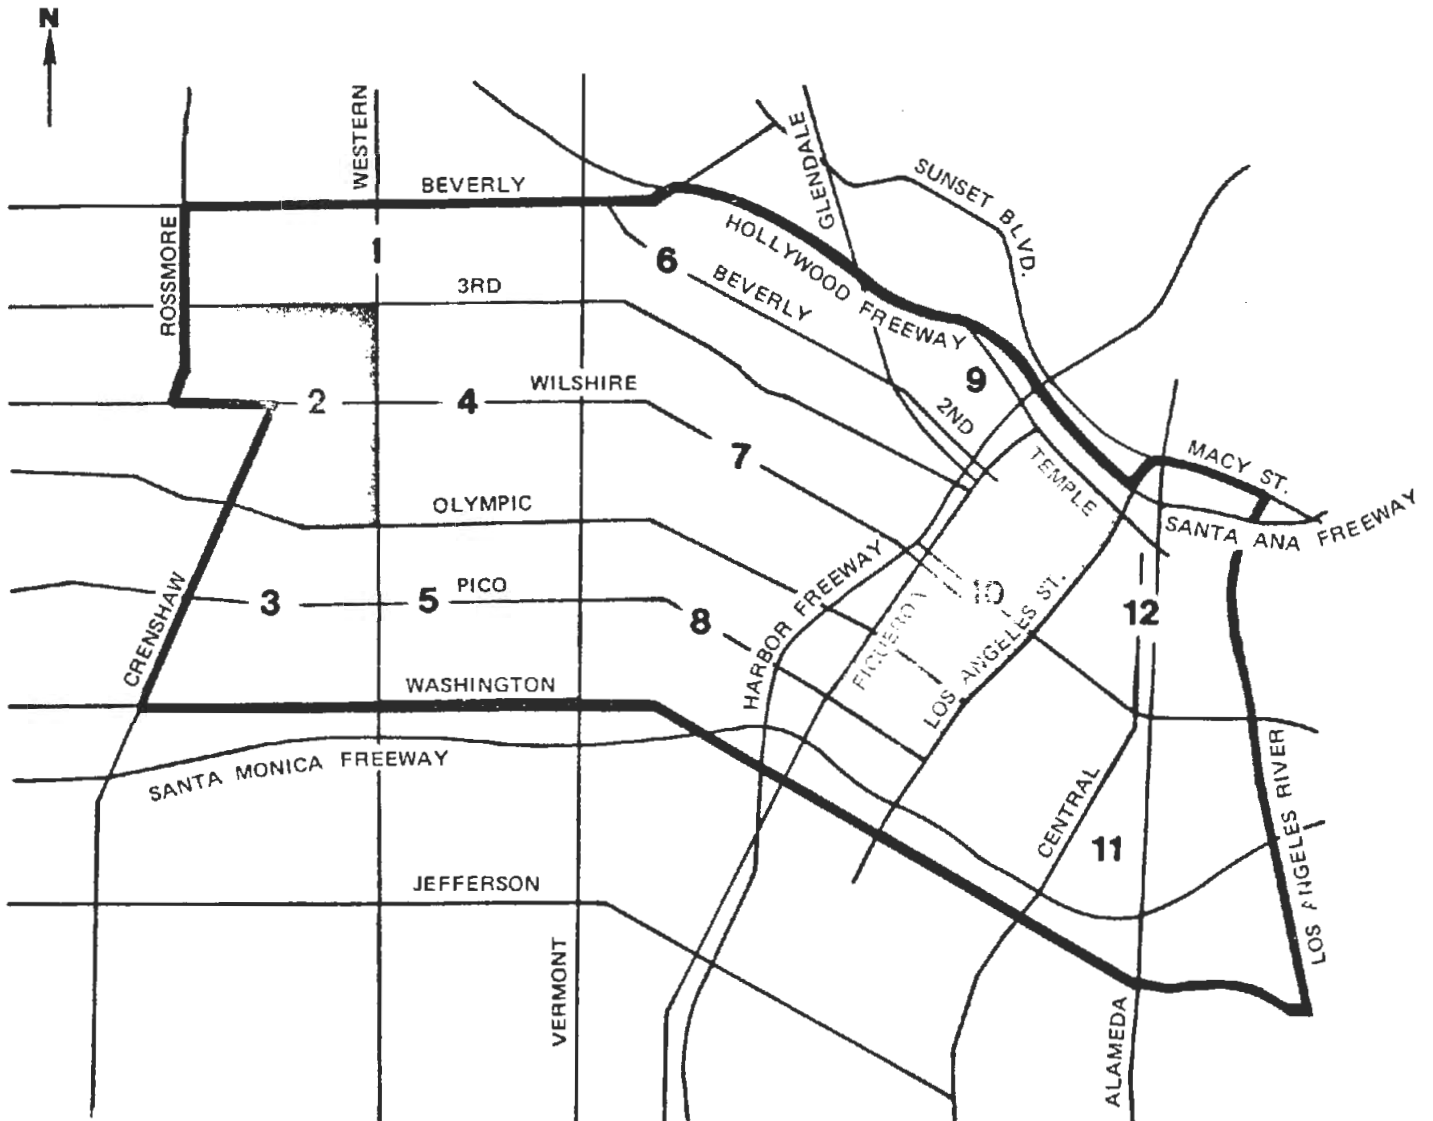 N
WESTERN
GLENDALE
SUNSET BLVD.
BEVERLY
ROSSMORE
1
HOLLYWOOD FREEWAY
6
BEVERLY
3RD
WILSHIRE
2
4
9
2ND
7
MACY ST.
TEMPLE
OLYMPIC
SANTA ANA FREEWAY
HARBOR FREEWAY
CRENSHAW
3
5
PICO
8
FIGUEROA
10
LOS ANGELES ST.
12
WASHINGTON
SANTA MONICA FREEWAY
LOS ANGELES RIVER
CENTRAL
11
JEFFERSON
VERMONT
ALAMEDA